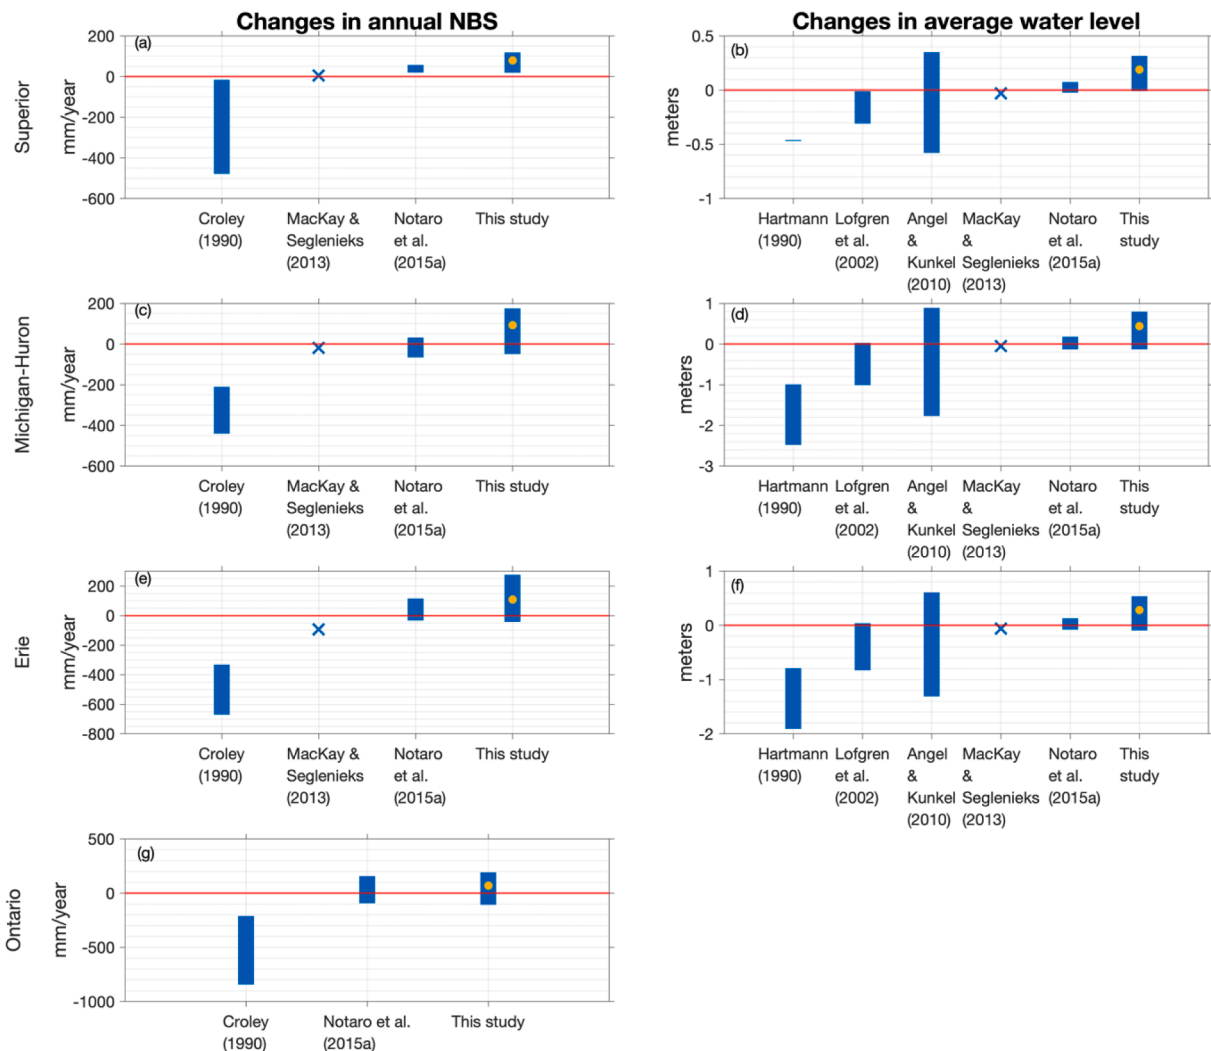 Changes in annual NBS
Changes in average water level
Superior
mm/year
(a)
200
0
-200
-400
-600
Croley
(1990)
MacKay &
Seglenieks
(2013)
Notaro
et al.
(2015a)
This study
meters
(b)
0.5
0
-0.5
-1
Hartmann
(1990)
Lofgren
et al.
(2002)
Angel
&
Kunkel
(2010)
MacKay
&
Seglenieks
(2013)
Notaro
et al.
(2015a)
This
study
Michigan-Huron
mm/year
(c)
200
0
-200
-400
-600
Croley
(1990)
MacKay &
Seglenieks
(2013)
Notaro
et al.
(2015a)
This study
meters
(d)
1
0
-1
-2
-3
Hartmann
(1990)
Lofgren
et al.
(2002)
Angel
&
Kunkel
(2010)
MacKay
&
Seglenieks
(2013)
Notaro
et al.
(2015a)
This
study
Erie
mm/year
(e)
200
0
-200
-400
-600
-800
Croley
(1990)
MacKay &
Seglenieks
(2013)
Notaro
et al.
(2015a)
This study
meters
(f)
1
0
-1
-2
Hartmann
(1990)
Lofgren
et al.
(2002)
Angel
&
Kunkel
(2010)
MacKay
&
Seglenieks
(2013)
Notaro
et al.
(2015a)
This
study
Ontario
mm/year
(g)
500
0
-500
-1000
Croley
(1990)
Notaro et al.
(2015a)
This study